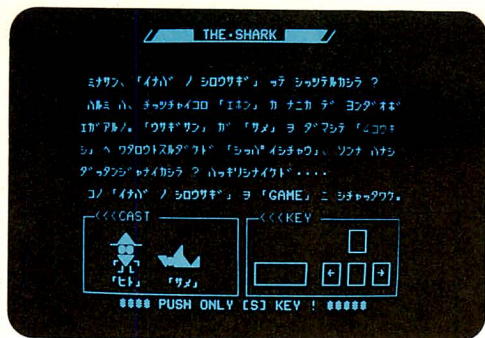 THE・SHARK
ミナサン、「イナバ ノ シロウサギ」 ッテ シッツテルカシラ ?
ハルミ ハ、チッツチャイコロ 「エホン」 カ ナニカ デ ヨンダオボ
エガアルノ。「ウサギサン」 ガ 「サメ」 ヲ ダマシテ
シ」 ヘ ワタロウトスルケド 「シッパイシチャウ」、ソンナ ハナシ
ダッタンジャナイカシラ ? ハッキリシナイケド・・・・
コノ「イナバ ノ シロウサギ」 ヲ 「GAME」 ニ シチャッタワケ。
<<<CAST
<<<KEY
← →
「ヒト」 「サメ」
**** PUSH ONLY [S] KEY ! *****